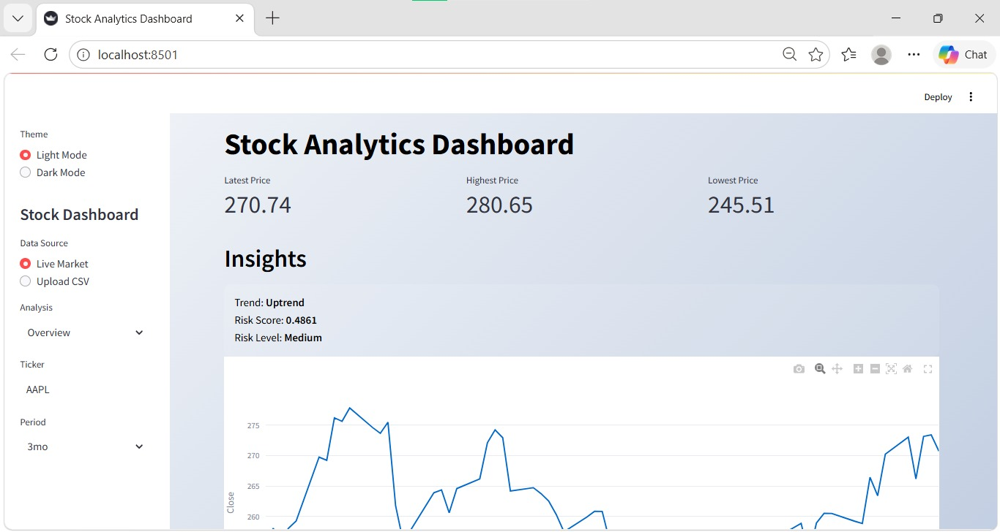 Stock Analytics Dashboard
localhost:8501
Chat
Deploy
Theme
Light Mode
Dark Mode
Stock Dashboard
Data Source
Live Market
Upload CSV
Analysis
Overview
Ticker
AAPL
Period
3mo
Stock Analytics Dashboard
Latest Price
270.74
Highest Price
280.65
Lowest Price
245.51
Insights
Trend: Uptrend
Risk Score: 0.4861
Risk Level: Medium
275
270
265
260
Close